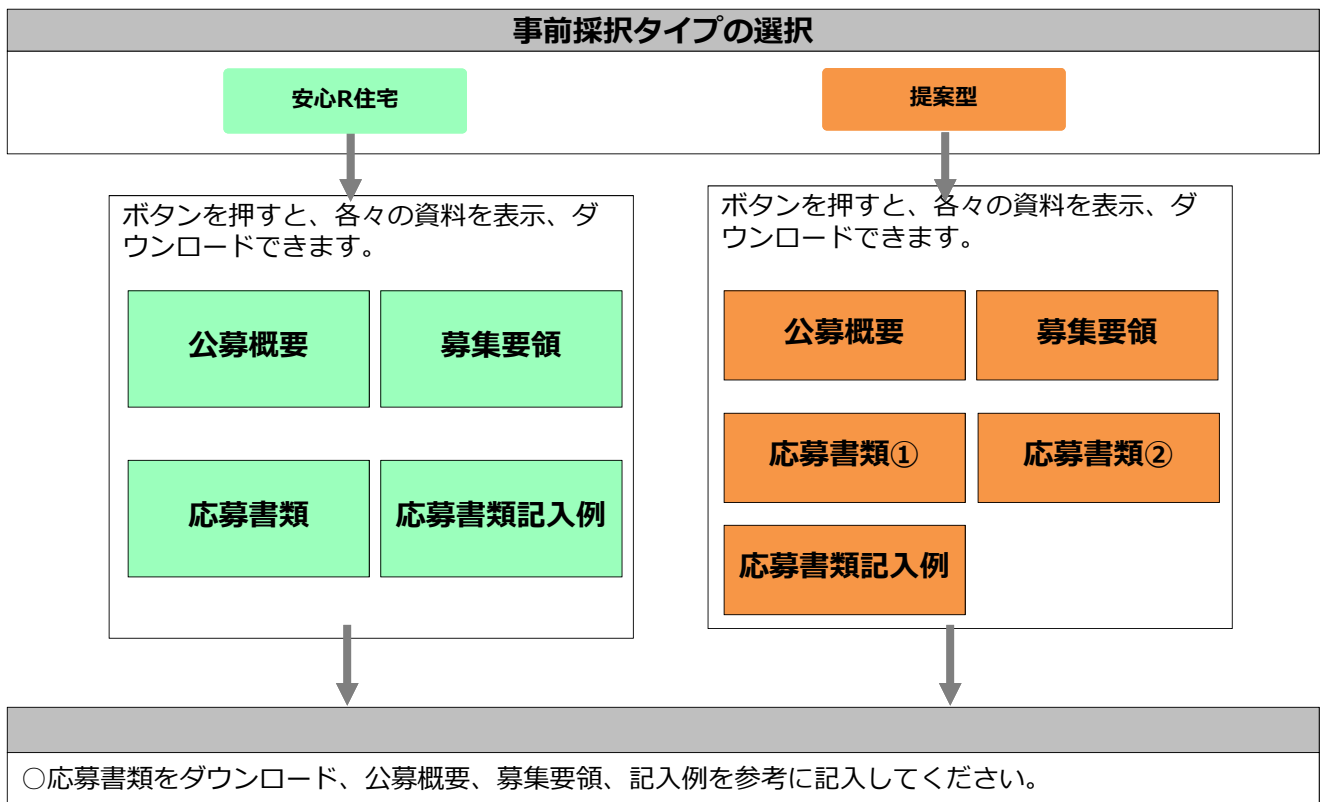 事前採択タイプの選択
安心R住宅
提案型
ボタンを押すと、各々の資料を表示、ダ
ウンロードできます。
公募概要
募集要領
応募書類
応募書類記入例
ボタンを押すと、各々の資料を表示、ダ
ウンロードできます。
公募概要
募集要領
応募書類①
応募書類②
応募書類記入例
○応募書類をダウンロード、公募概要、募集要領、記入例を参考に記入してください。